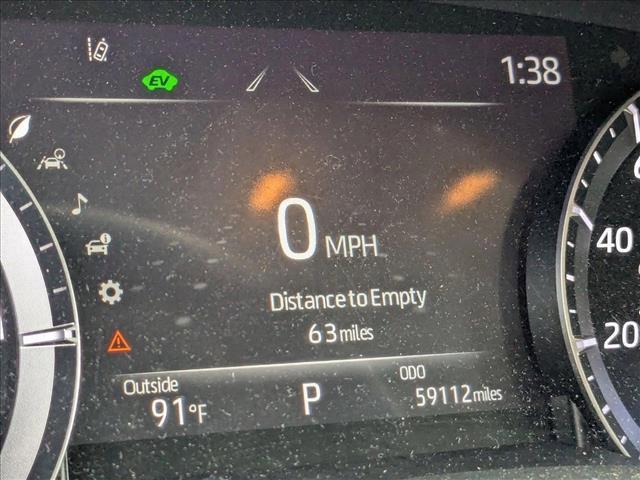 1:38
EV
0 MPH
Distance to Empty
63 miles
Outside
91°F
P
ODO
59112 miles
40
20